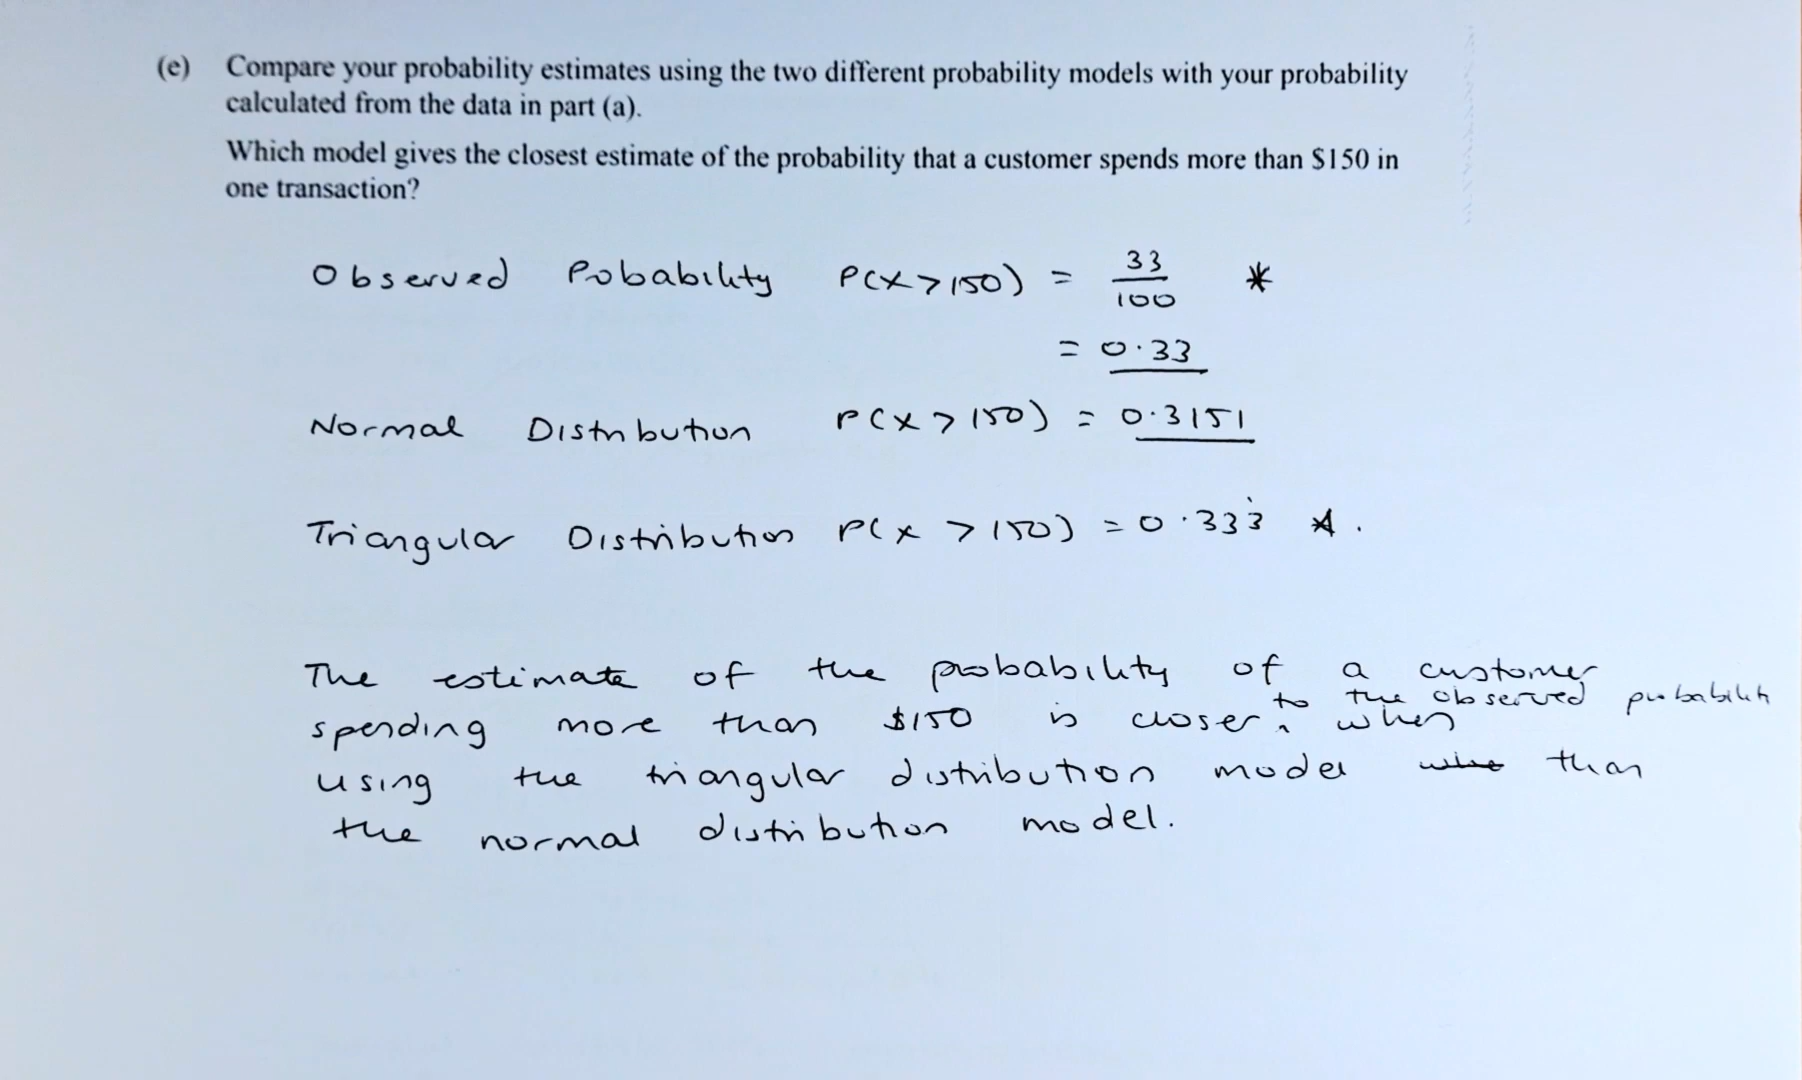 (e) Compare your probability estimates using the two different probability models with your probability
calculated from the data in part (a).
Which model gives the closest estimate of the probability that a customer spends more than $150 in
one transaction?
Observed Probability P(x > 150) = 33/100 *
= 0.33
Normal Distribution P(x > 150) = 0.3151
Triangular Distribution P(x > 150) = 0.333̇ *.
The estimate of the probability of a customer
to the observed probability
spending more than $150 is closer ^ when
using the triangular distribution model than
the normal distribution model.